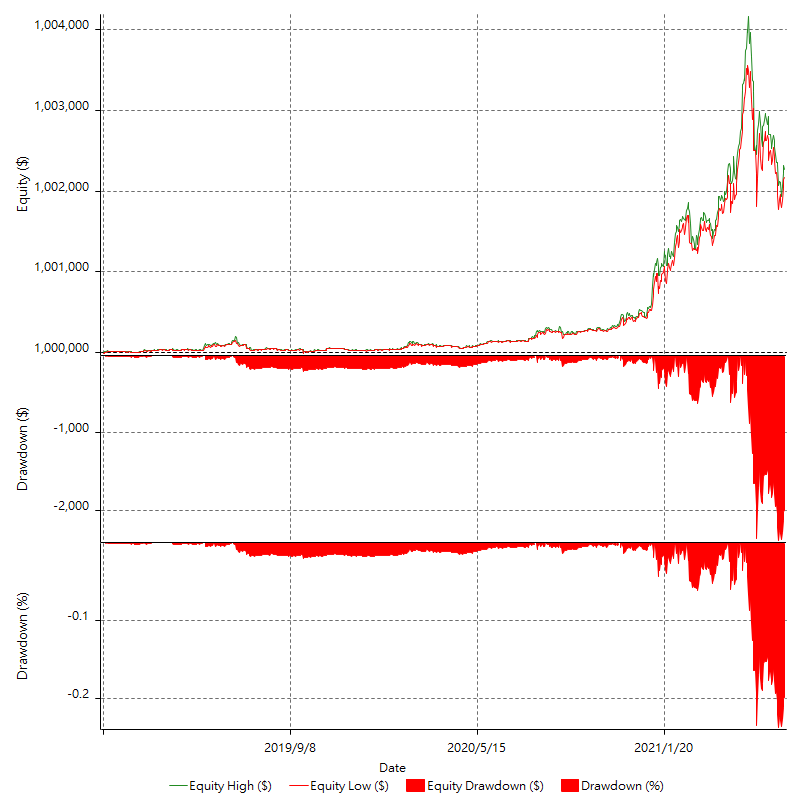 1,004,000
1,003,000
1,002,000
1,001,000
1,000,000
Equity ($)
-1,000
-2,000
Drawdown ($)
-0.1
-0.2
Drawdown (%)
2019/9/8 2020/5/15 2021/1/20
Date
Equity High ($) Equity Low ($) Equity Drawdown ($) Drawdown (%)